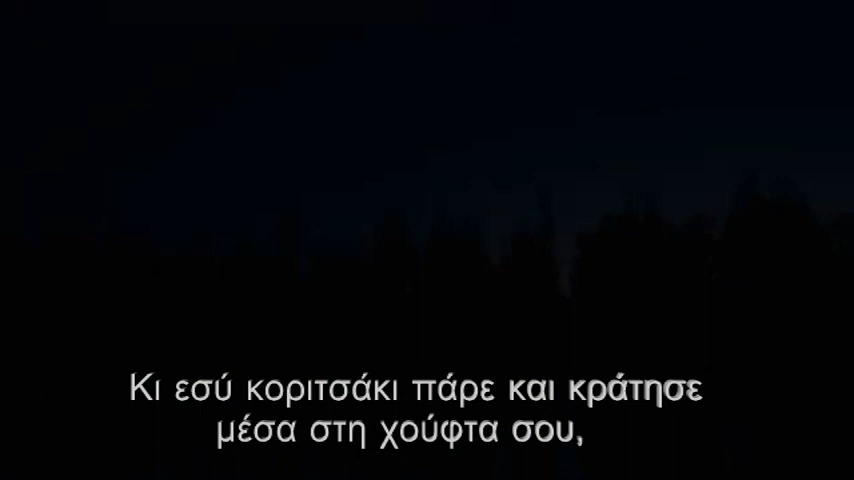 Κι εσύ κοριτσάκι πάρε και κράτησε
μέσα στη χούφτα σου,